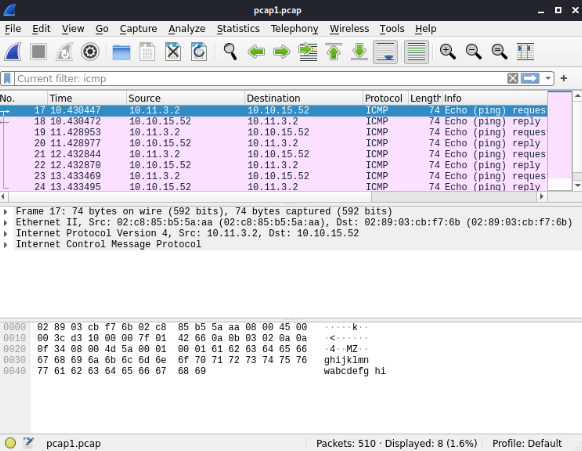 pcap1.pcap
File Edit View Go Capture Analyze Statistics Telephony Wireless Tools Help
Current filter: icmp
No. Time Source Destination Protocol Length Info
17 10.430447 10.11.3.2 10.10.15.52 ICMP 74 Echo (ping) reques
18 10.430472 10.10.15.52 10.11.3.2 ICMP 74 Echo (ping) reply
19 11.428953 10.11.3.2 10.10.15.52 ICMP 74 Echo (ping) reques
20 11.428977 10.10.15.52 10.11.3.2 ICMP 74 Echo (ping) reply
21 12.432844 10.11.3.2 10.10.15.52 ICMP 74 Echo (ping) reques
22 12.432870 10.10.15.52 10.11.3.2 ICMP 74 Echo (ping) reply
23 13.433469 10.11.3.2 10.10.15.52 ICMP 74 Echo (ping) reques
24 13.433495 10.10.15.52 10.11.3.2 ICMP 74 Echo (ping) reply
Frame 17: 74 bytes on wire (592 bits), 74 bytes captured (592 bits)
Ethernet II, Src: 02:c8:85:b5:5a:aa (02:c8:85:b5:5a:aa), Dst: 02:89:03:cb:f7:6b (02:89:03:cb:f7:6b)
Internet Protocol Version 4, Src: 10.11.3.2, Dst: 10.10.15.52
Internet Control Message Protocol
0000 02 89 03 cb f7 6b 02 c8 85 b5 5a aa 08 00 45 00 ·····k··
0010 00 3c d3 10 00 00 7f 01 42 66 0a 0b 03 02 0a 0a ·<······
0020 0f 34 08 00 4d 5a 00 01 00 01 61 62 63 64 65 66 ·4··MZ··
0030 67 68 69 6a 6b 6c 6d 6e 6f 70 71 72 73 74 75 76 ghijklmn
0040 77 61 62 63 64 65 66 67 68 69 wabcdefg hi
pcap1.pcap Packets: 510 · Displayed: 8 (1.6%) Profile: Default